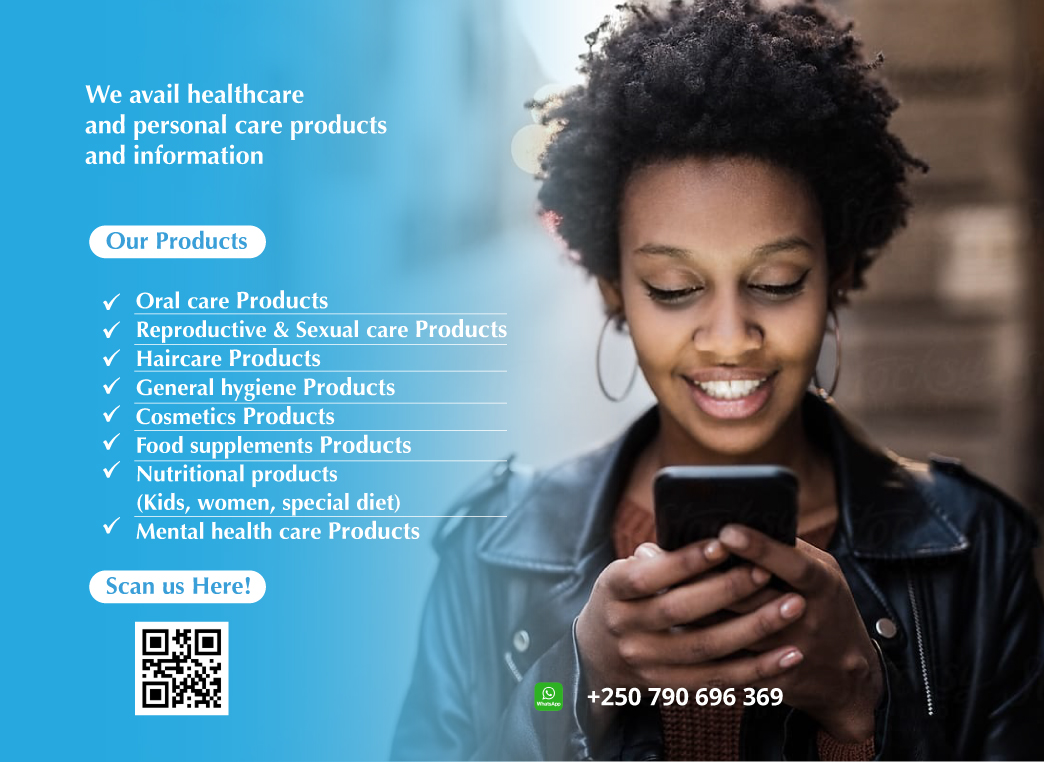 We avail healthcare
and personal care products
and information
Our Products
Oral care Products
Reproductive & Sexual care Products
Haircare Products
General hygiene Products
Cosmetics Products
Food supplements Products
Nutritional products
(Kids, women, special diet)
Mental health care Products
Scan us Here!
WhatsApp
+250 790 696 369